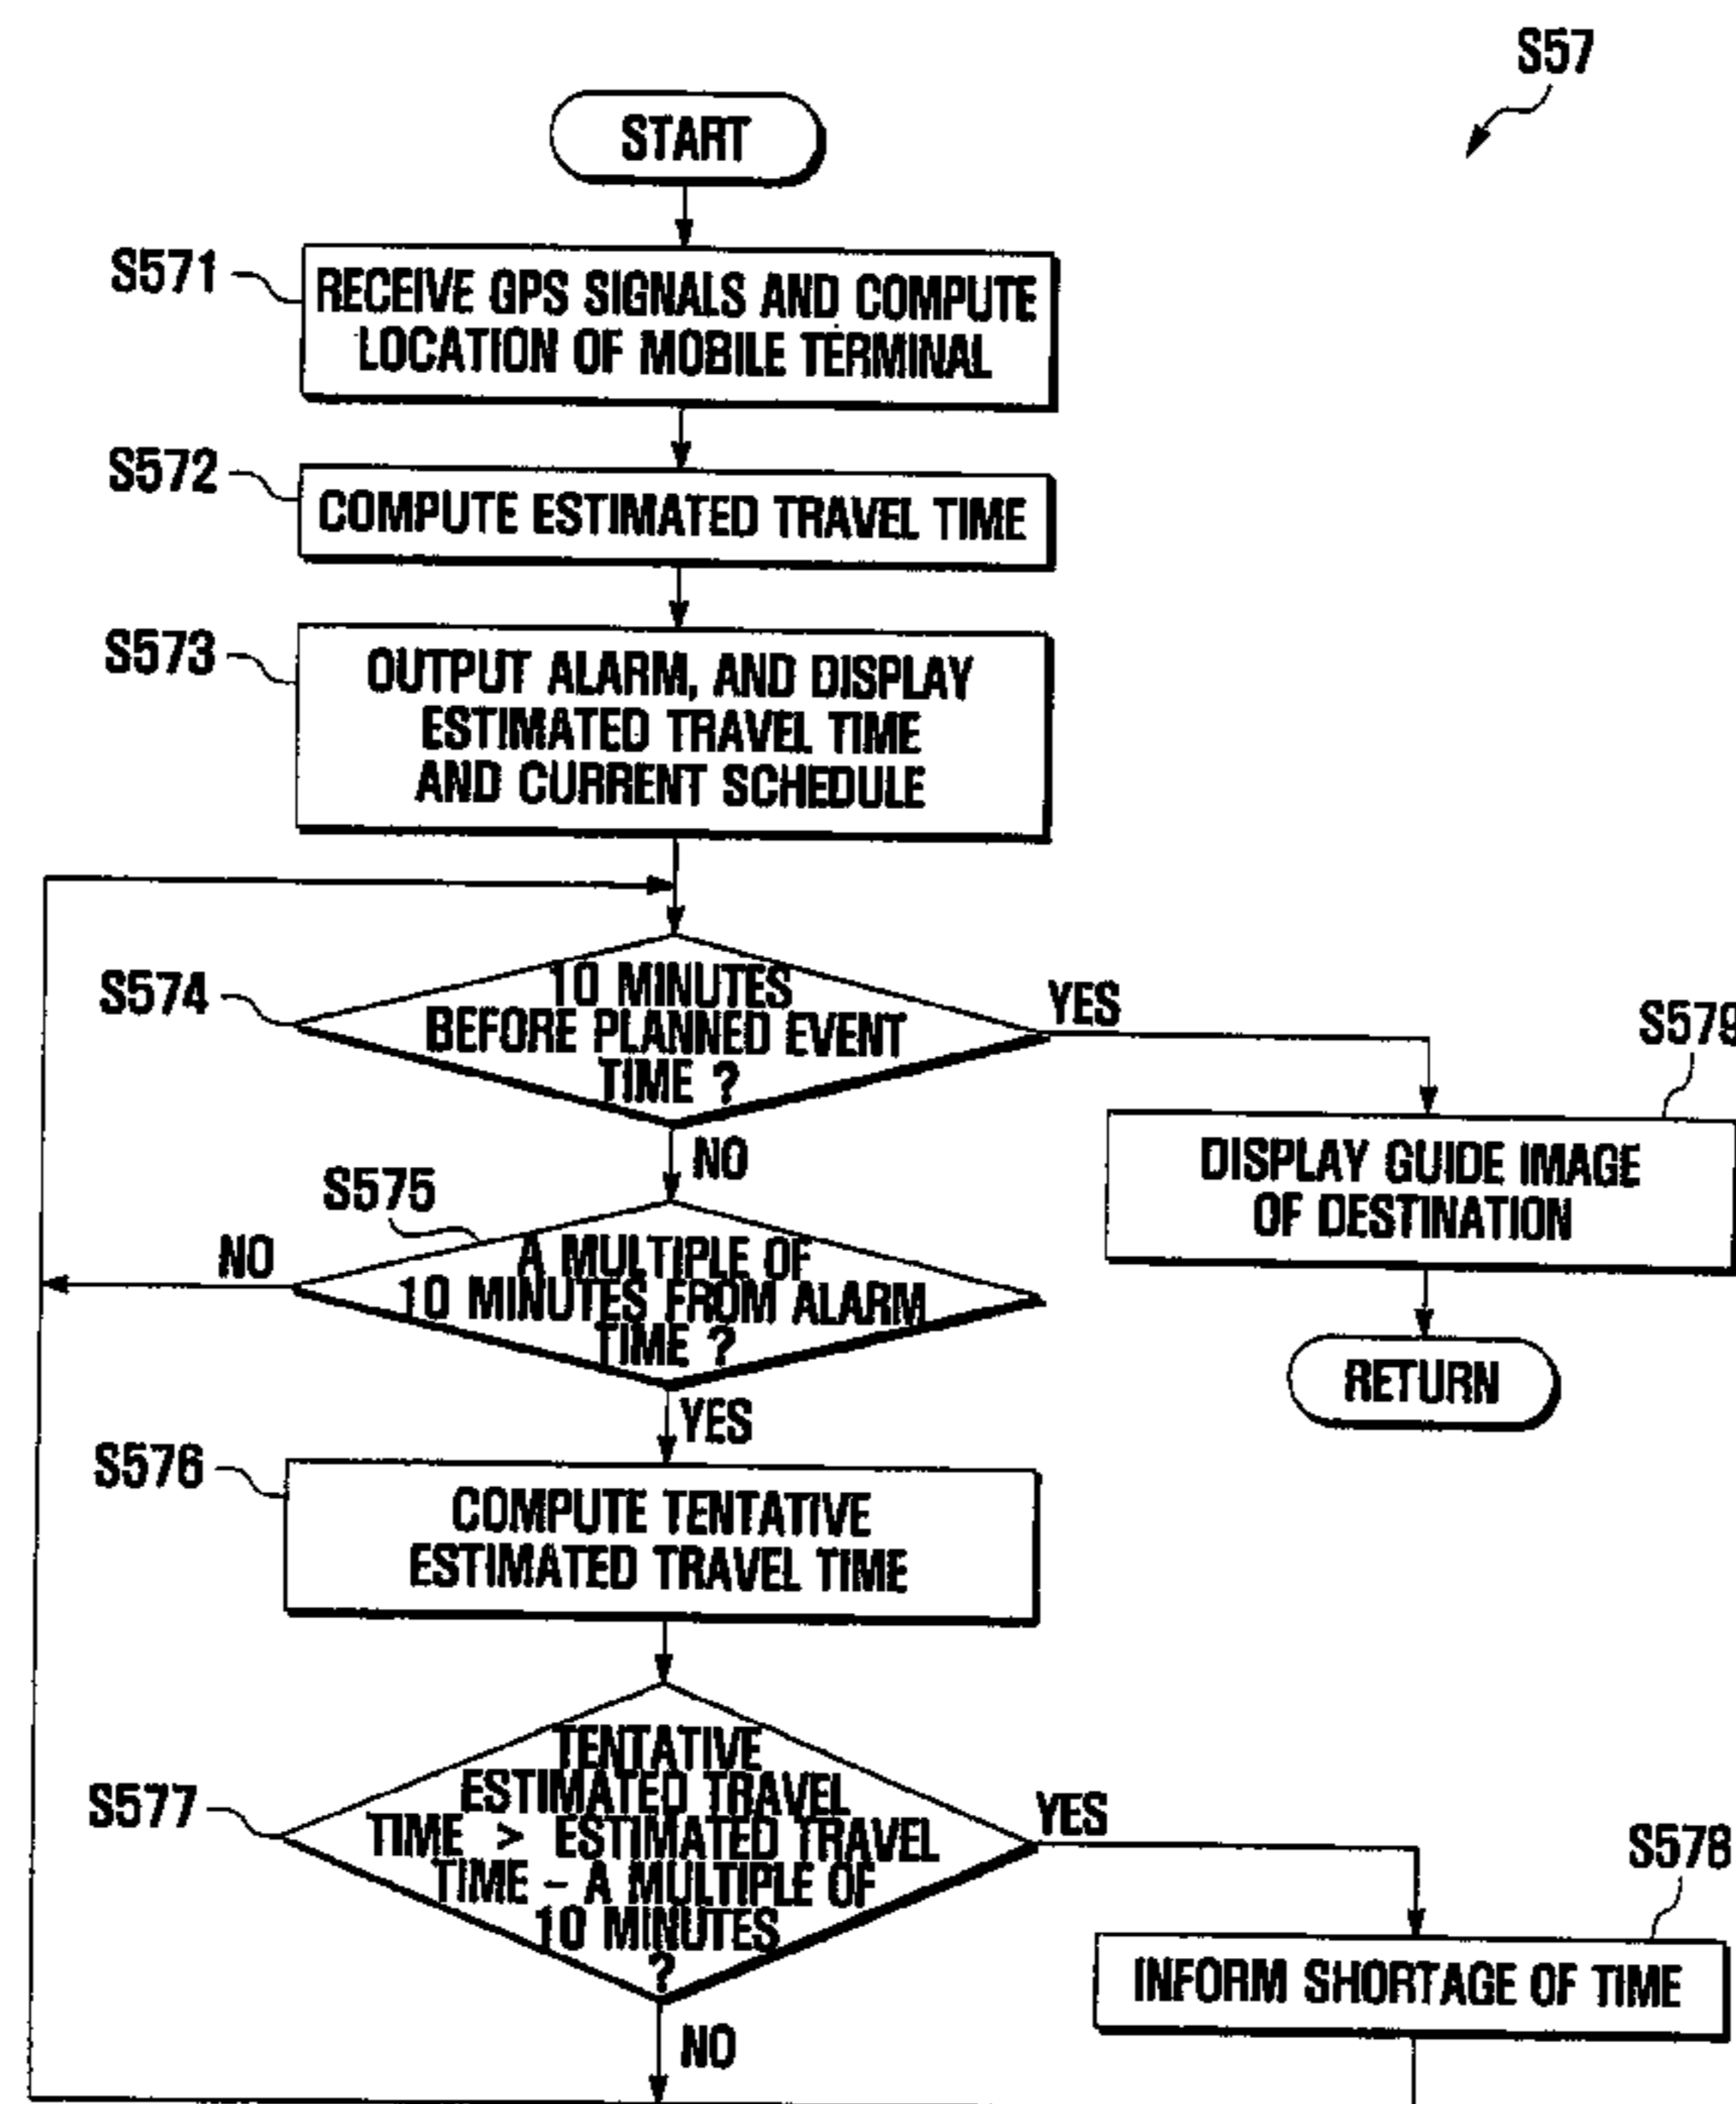 S57
START
S571
RECEIVE GPS SIGNALS AND COMPUTE
LOCATION OF MOBILE TERMINAL
S572
COMPUTE ESTIMATED TRAVEL TIME
S573
OUTPUT ALARM, AND DISPLAY
ESTIMATED TRAVEL TIME
AND CURRENT SCHEDULE
S574
10 MINUTES
BEFORE PLANNED EVENT
TIME ?
YES
S579
DISPLAY GUIDE IMAGE
OF DESTINATION
RETURN
NO
S575
A MULTIPLE OF
10 MINUTES FROM ALARM
TIME ?
NO
YES
S576
COMPUTE TENTATIVE
ESTIMATED TRAVEL TIME
S577
TENTATIVE
ESTIMATED TRAVEL
TIME > ESTIMATED TRAVEL
TIME - A MULTIPLE OF
10 MINUTES
?
YES
S578
INFORM SHORTAGE OF TIME
NO